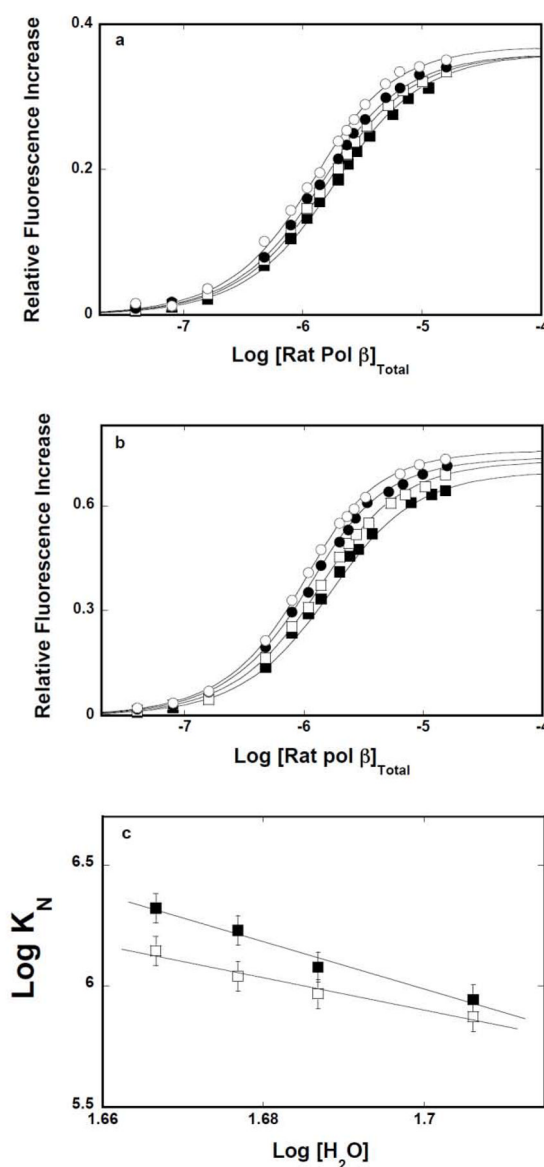 0.4
a
0.2
0
-7
-6
-5
-4
Relative Fluorescence Increase
Log [Rat Pol β]Total
b
0.6
0.3
0
-7
-6
-5
-4
Relative Fluorescence Increase
Log [Rat pol β]Total
c
6.5
6
5.5
1.66
1.68
1.7
Log KN
Log [H2O]